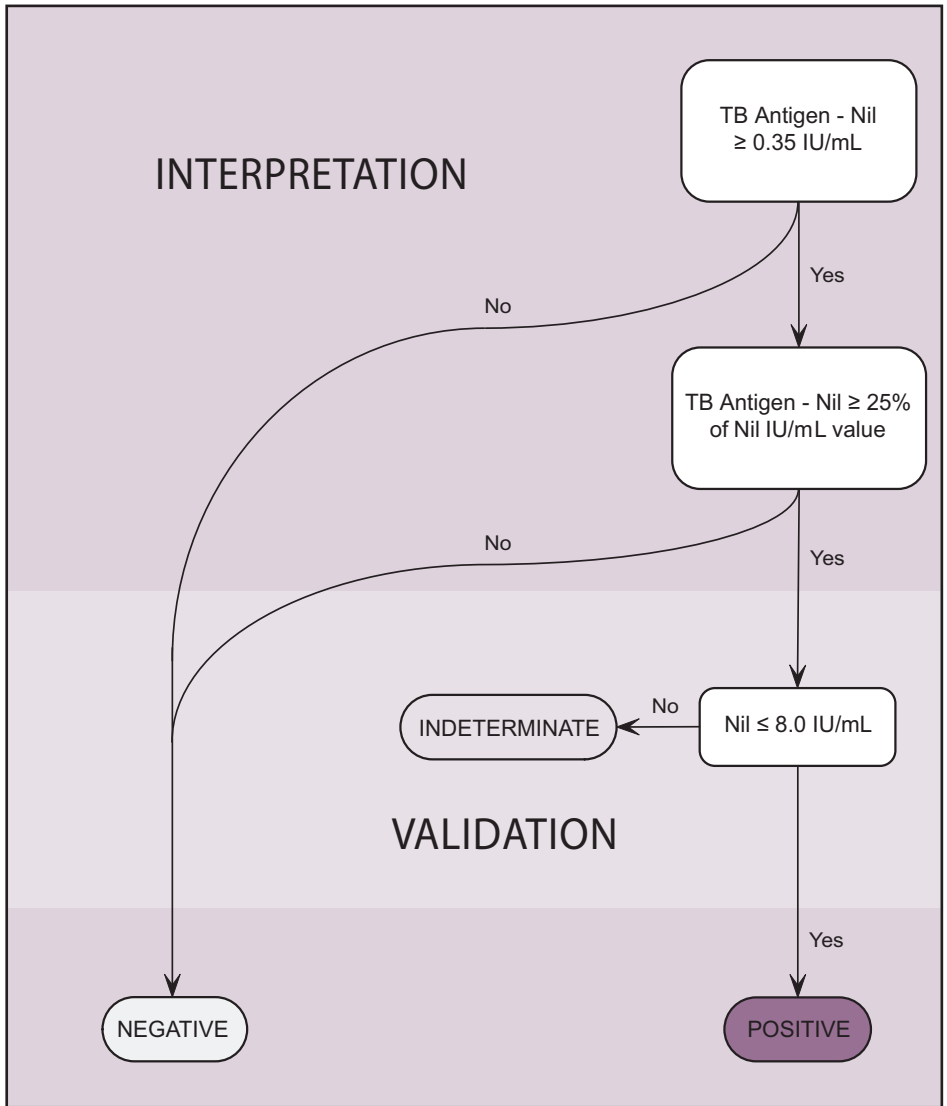 TB Antigen - Nil
≥ 0.35 IU/mL
INTERPRETATION
Yes
No
TB Antigen - Nil ≥ 25%
of Nil IU/mL value
No
Yes
No
Nil ≤ 8.0 IU/mL
INDETERMINATE
VALIDATION
Yes
NEGATIVE
POSITIVE